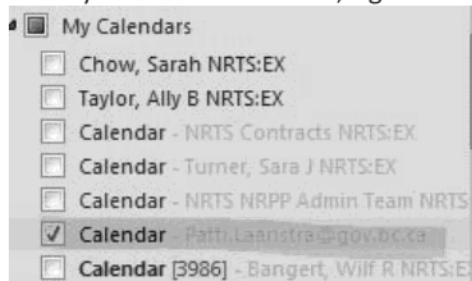 My Calendars
Chow, Sarah NRTS:EX
Taylor, Ally B NRTS:EX
Calendar - NRTS Contracts NRTS:EX
Calendar - Turner, Sara J NRTS:EX
Calendar - NRTS NRPP Admin Team NRTS
Calendar - Patti.Laanstra@gov.bc.ca
Calendar [3986] - Bangert, Wilf R NRTS:E